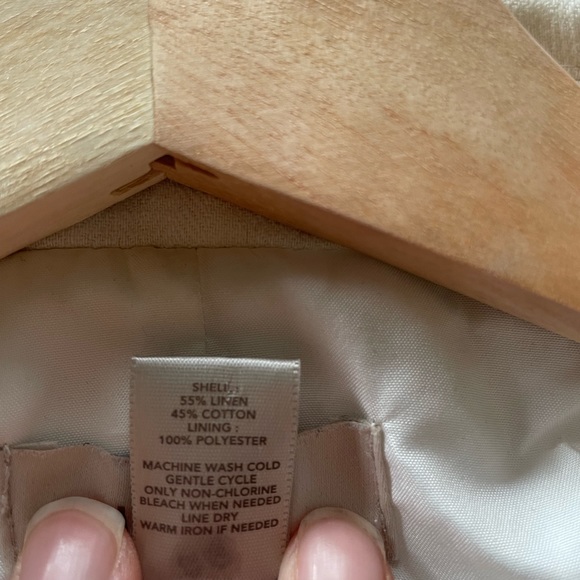 SHELL:
55% LINEN
45% COTTON
LINING :
100% POLYESTER
MACHINE WASH COLD
GENTLE CYCLE
ONLY NON-CHLORINE
BLEACH WHEN NEEDED
LINE DRY
WARM IRON IF NEEDED